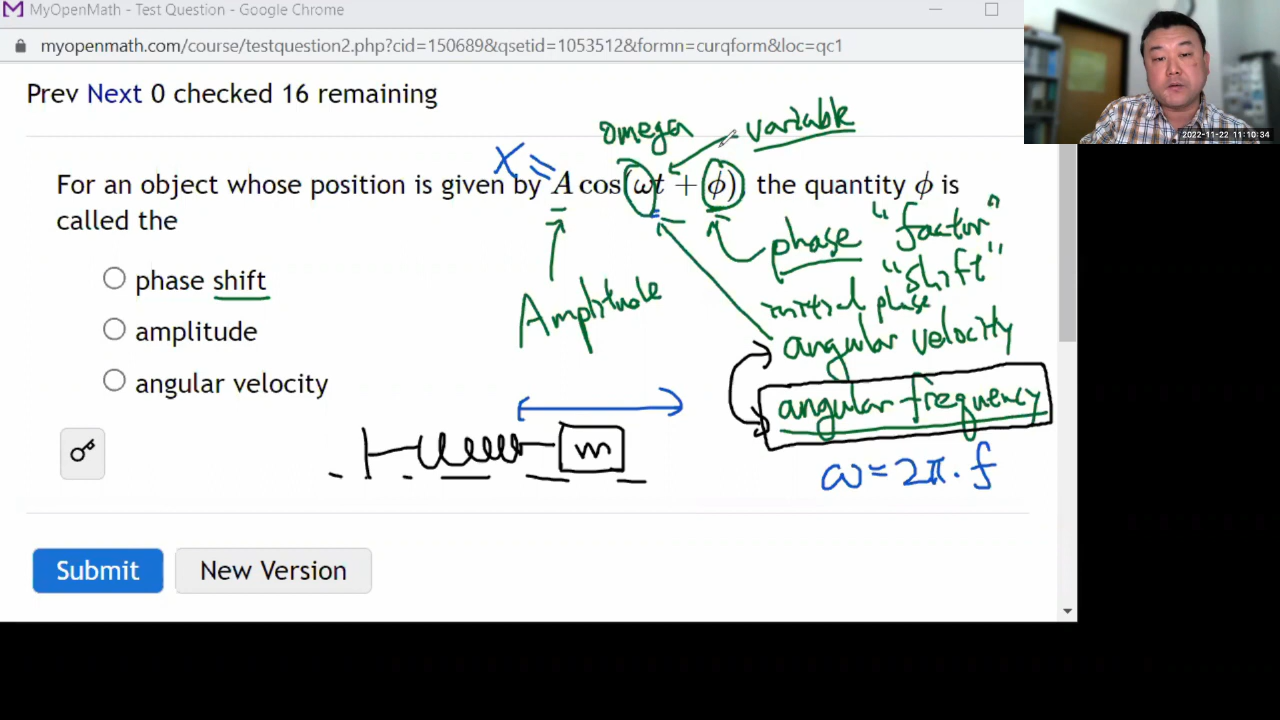 MyOpenMath - Test Question - Google Chrome
myopenmath.com/course/testquestion2.php?cid=150689&qsetid=1053512&formn=curqform&loc=qc1
2022-11-22 11:10:34
Prev Next 0 checked 16 remaining
omega
variable
X =
For an object whose position is given by A cos(ωt + ϕ) the quantity ϕ is
called the
phase "factor"
"shift"
initial phase
phase shift
Amplitude
amplitude
angular velocity
angular velocity
angular frequency
m
ω = 2π · f
Submit
New Version